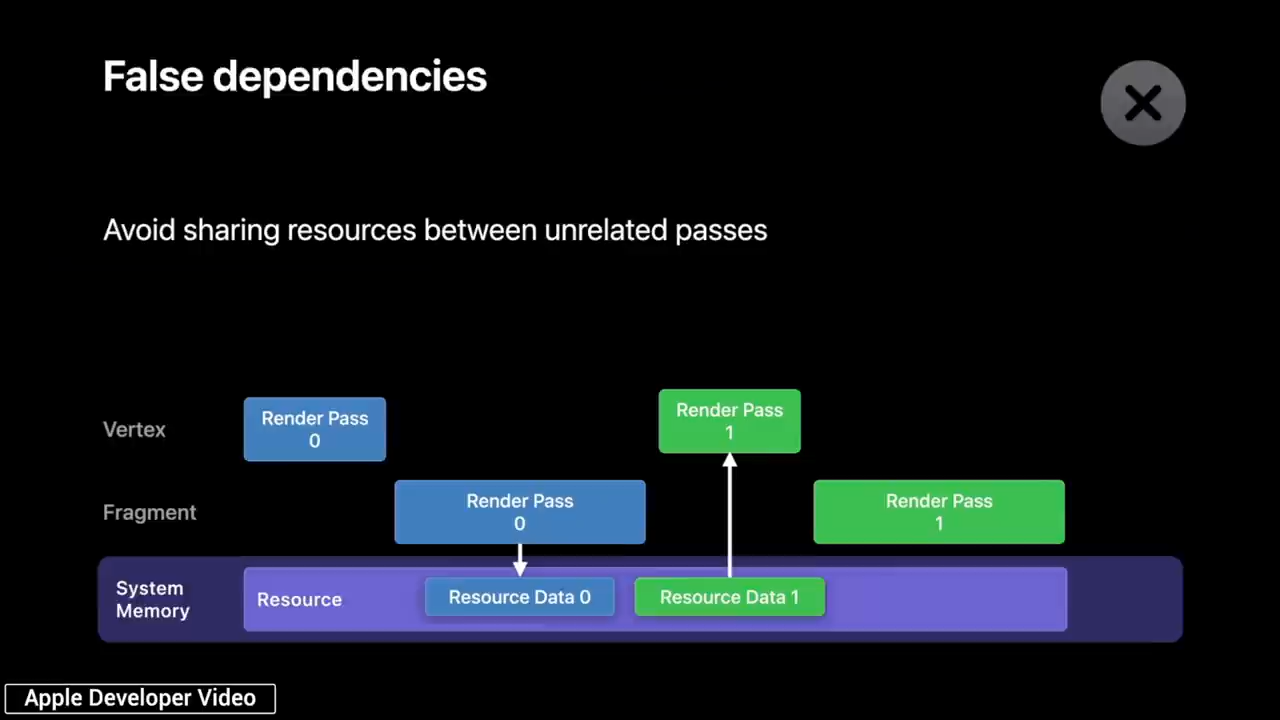 False dependencies
Avoid sharing resources between unrelated passes
Vertex
Render Pass
0
Render Pass
1
Fragment
Render Pass
0
Render Pass
1
System
Memory
Resource
Resource Data 0
Resource Data 1
Apple Developer Video